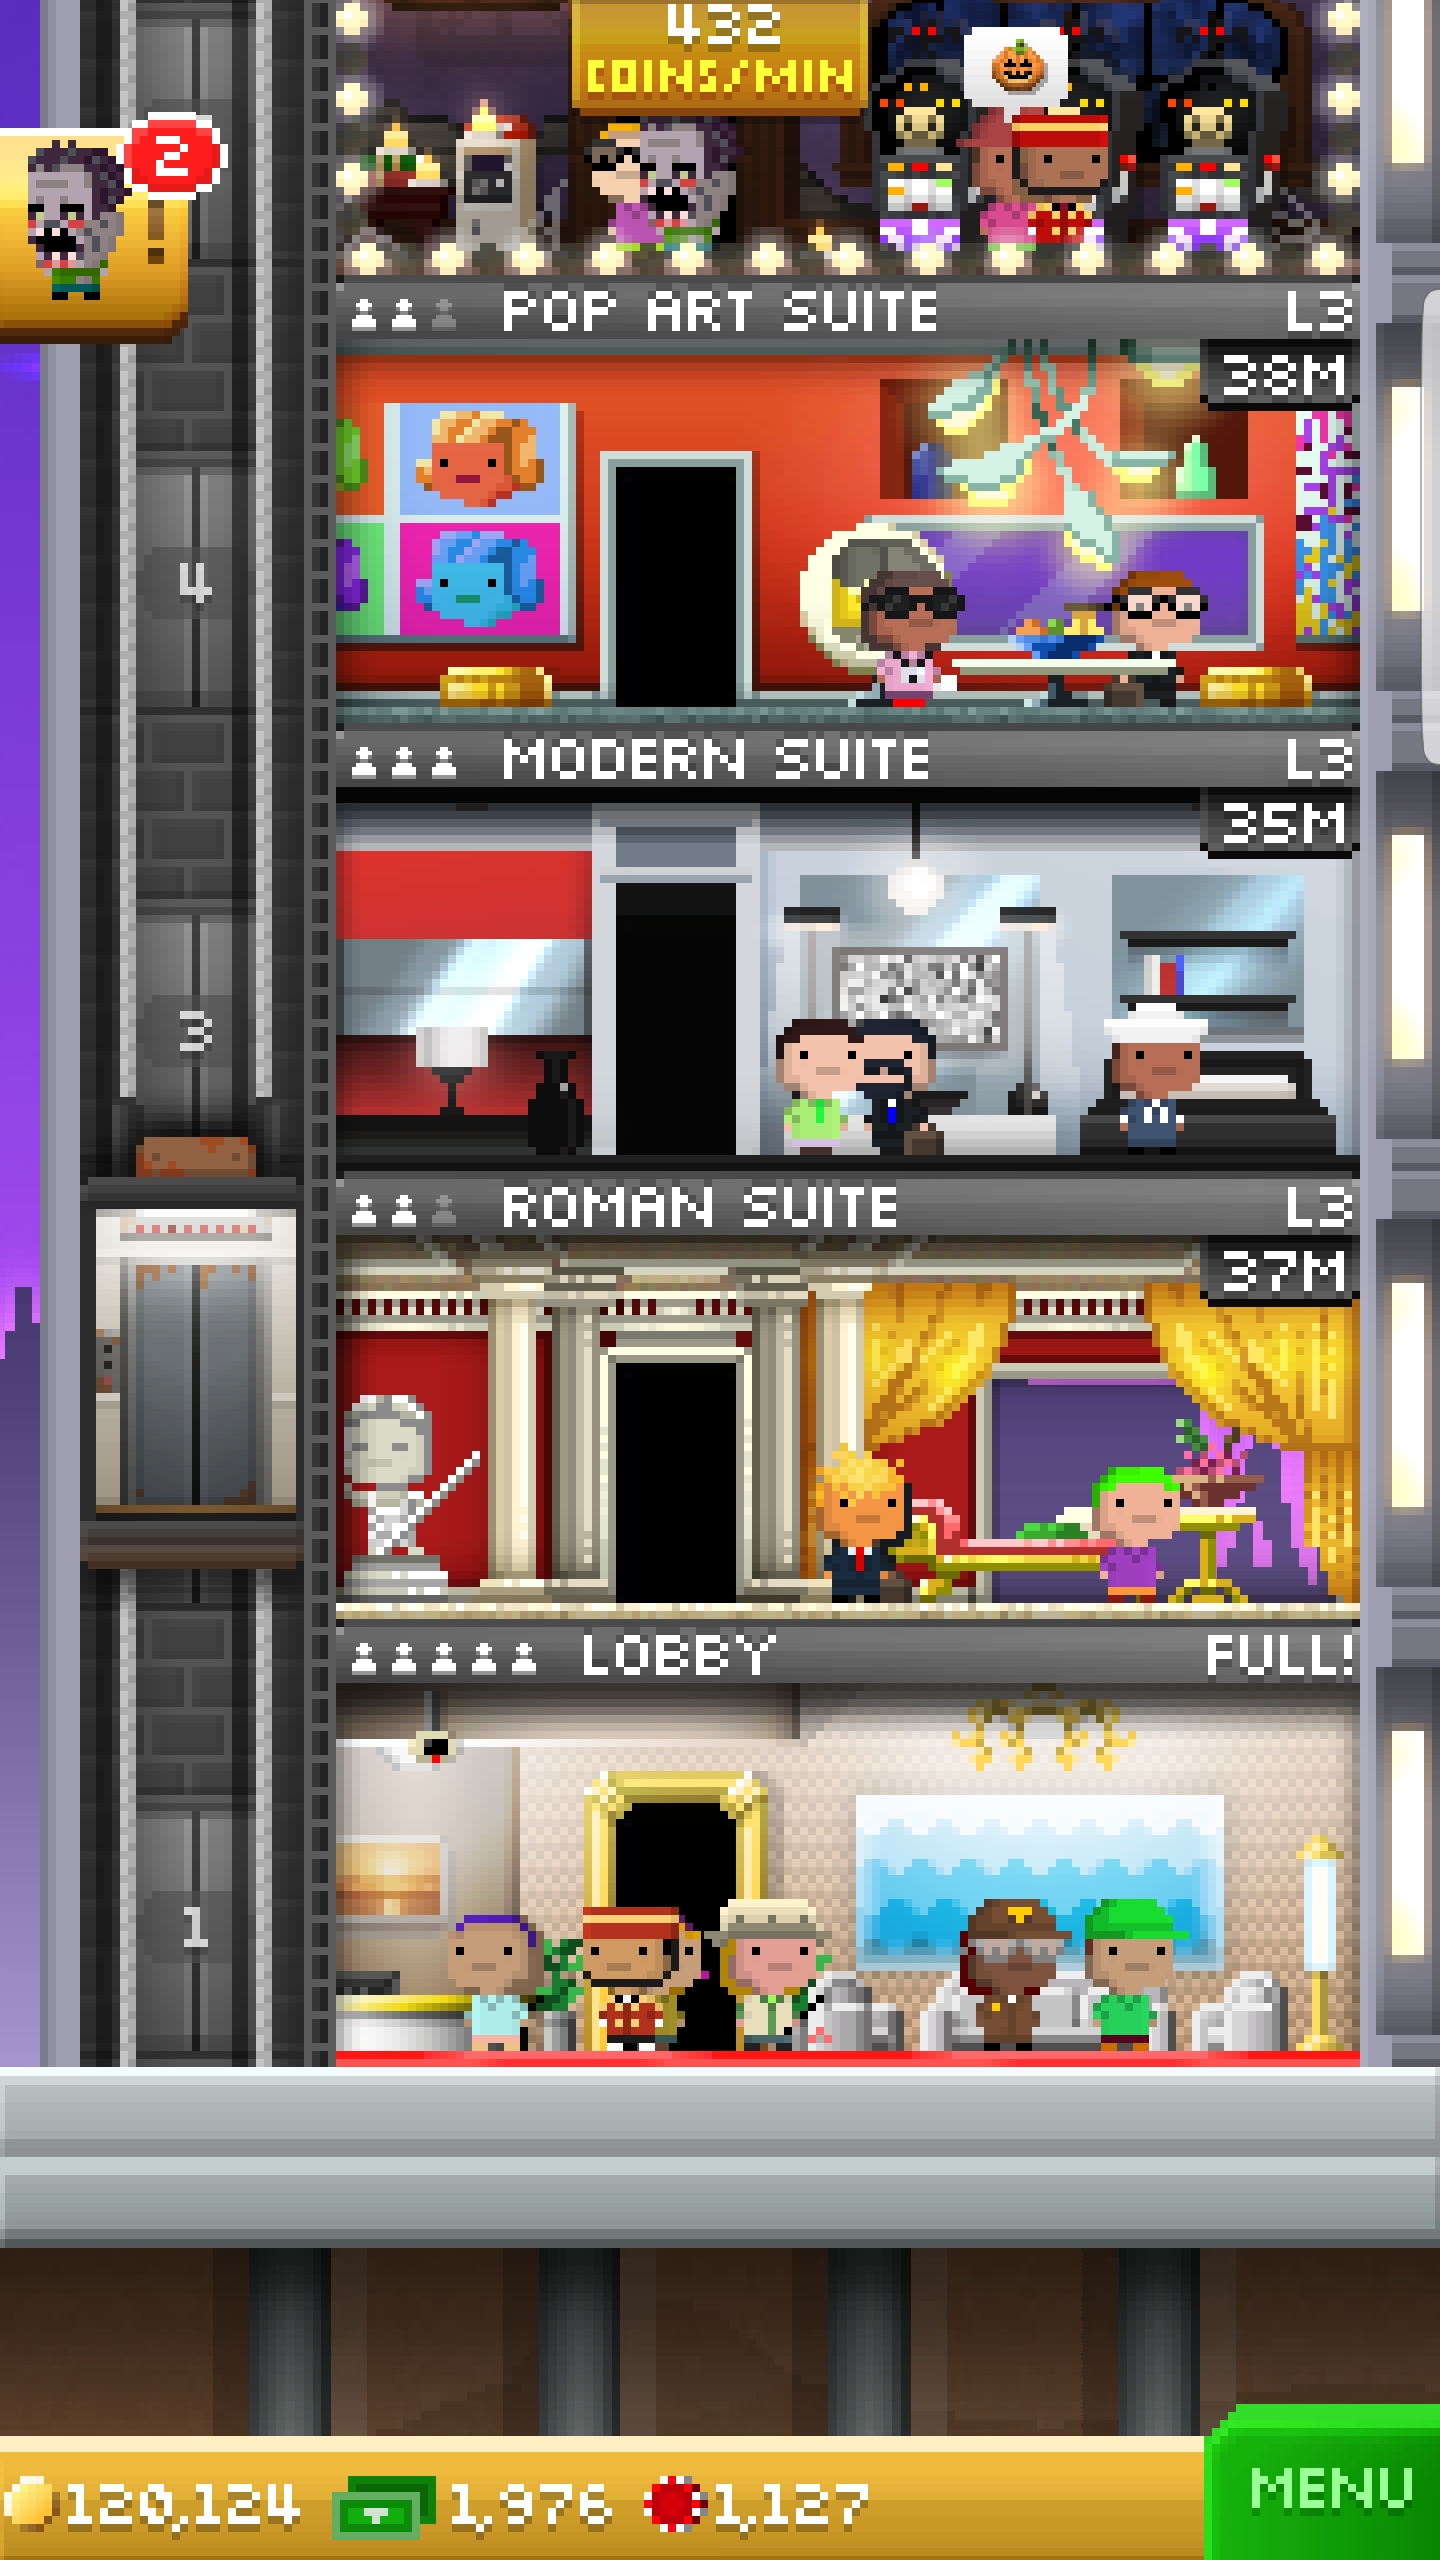 432
COINS/MIN
2
!
POP ART SUITE L3
38M
4
MODERN SUITE L3
35M
3
ROMAN SUITE L3
37M
LOBBY FULL!
1
120,124 1,976 1,127
MENU